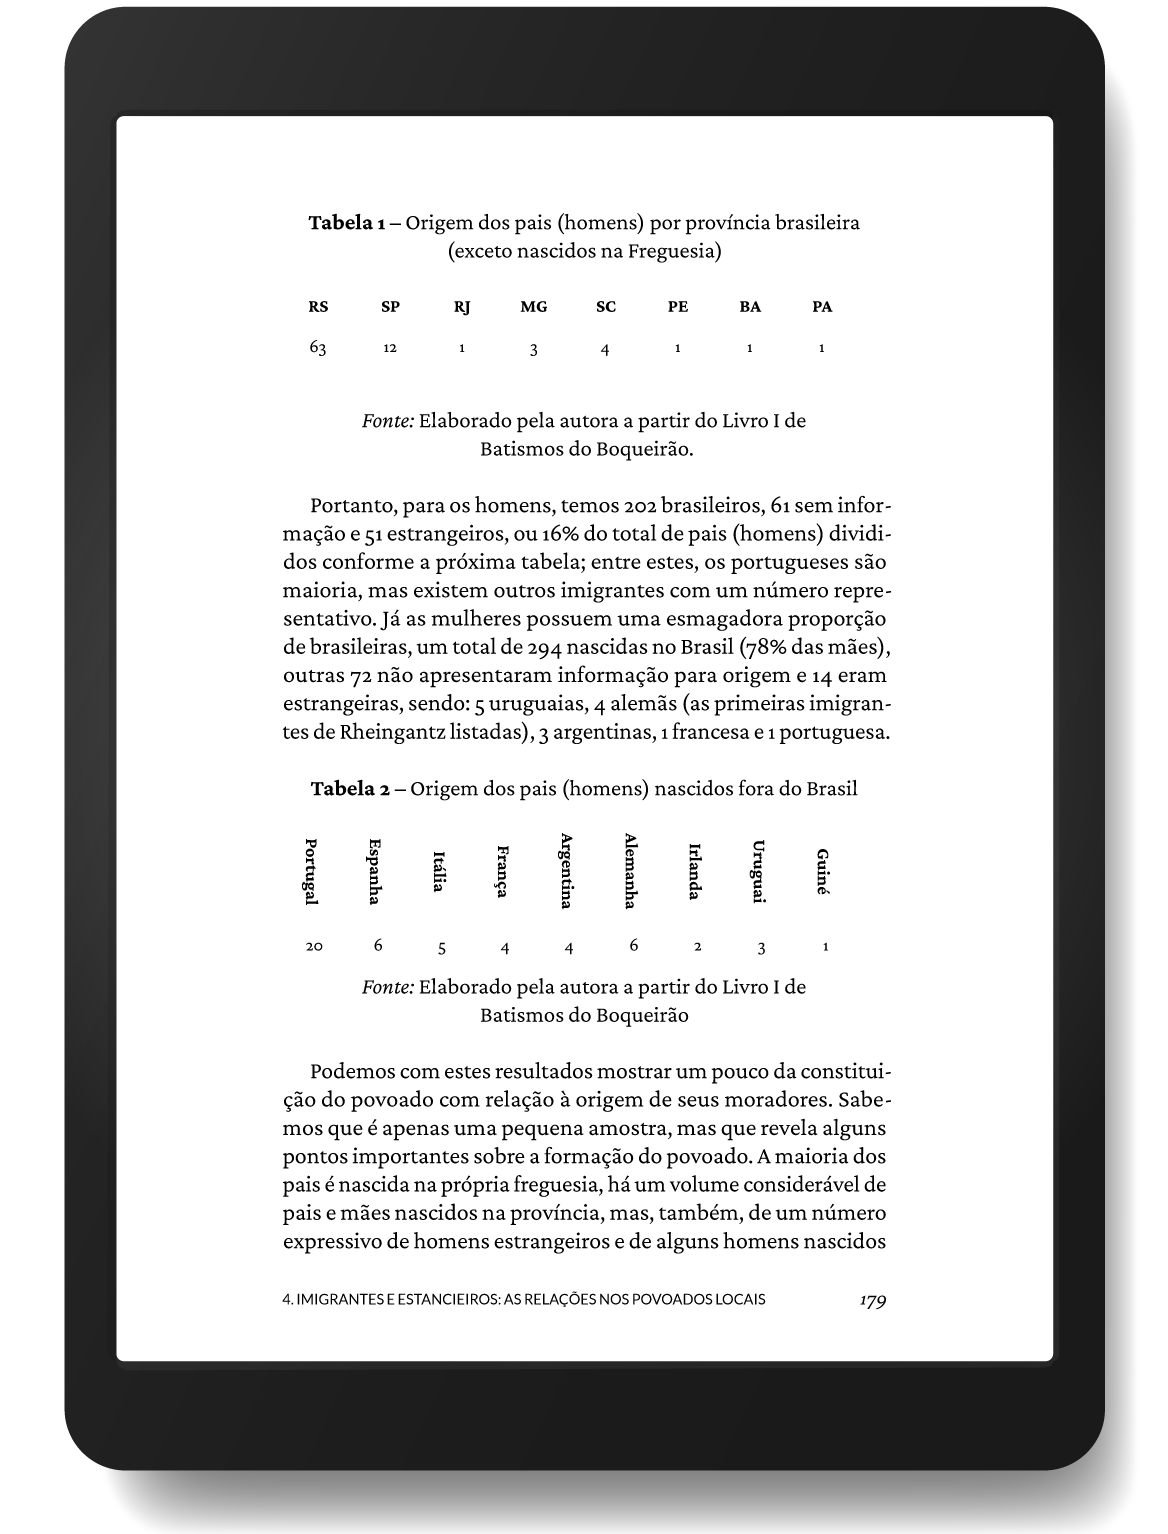 Tabela 1 – Origem dos pais (homens) por província brasileira
(exceto nascidos na Freguesia)
RS SP RJ MG SC PE BA PA
63 12 1 3 4 1 1 1
Fonte: Elaborado pela autora a partir do Livro I de
Batismos do Boqueirão.
Portanto, para os homens, temos 202 brasileiros, 61 sem infor-
mação e 51 estrangeiros, ou 16% do total de pais (homens) dividi-
dos conforme a próxima tabela; entre estes, os portugueses são
maioria, mas existem outros imigrantes com um número repre-
sentativo. Já as mulheres possuem uma esmagadora proporção
de brasileiras, um total de 294 nascidas no Brasil (78% das mães),
outras 72 não apresentaram informação para origem e 14 eram
estrangeiras, sendo: 5 uruguaias, 4 alemãs (as primeiras imigran-
tes de Rheingantz listadas), 3 argentinas, 1 francesa e 1 portuguesa.
Tabela 2 – Origem dos pais (homens) nascidos fora do Brasil
Portugal Espanha Itália França Argentina Alemanha Irlanda Uruguai Guiné
20 6 5 4 4 6 2 3 1
Fonte: Elaborado pela autora a partir do Livro I de
Batismos do Boqueirão
Podemos com estes resultados mostrar um pouco da constitui-
ção do povoado com relação à origem de seus moradores. Sabe-
mos que é apenas uma pequena amostra, mas que revela alguns
pontos importantes sobre a formação do povoado. A maioria dos
pais é nascida na própria freguesia, há um volume considerável de
pais e mães nascidos na província, mas, também, de um número
expressivo de homens estrangeiros e de alguns homens nascidos
4. IMIGRANTES E ESTANCIEIROS: AS RELAÇÕES NOS POVOADOS LOCAIS 179